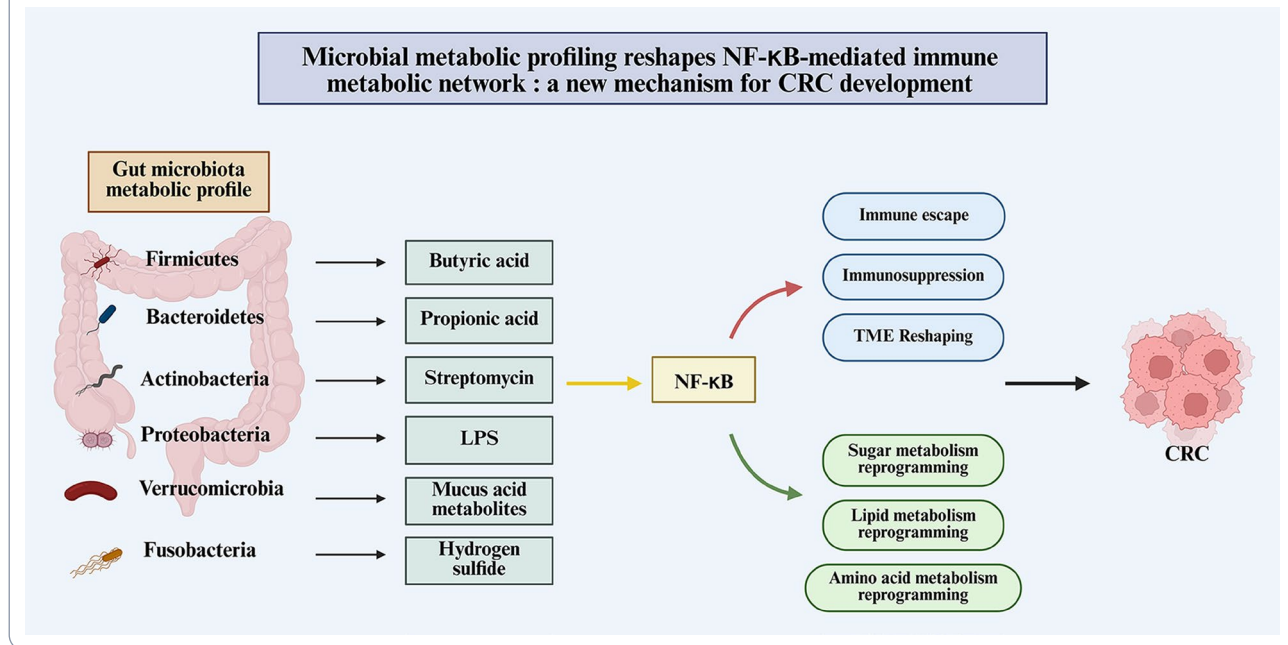 Microbial metabolic profiling reshapes NF-κB-mediated immune
metabolic network : a new mechanism for CRC development
Gut microbiota
metabolic profile
Firmicutes
Bacteroidetes
Actinobacteria
Proteobacteria
Verrucomicrobia
Fusobacteria
Butyric acid
Propionic acid
Streptomycin
LPS
Mucus acid
metabolites
Hydrogen
sulfide
NF-κB
Immune escape
Immunosuppression
TME Reshaping
Sugar metabolism
reprogramming
Lipid metabolism
reprogramming
Amino acid metabolism
reprogramming
CRC